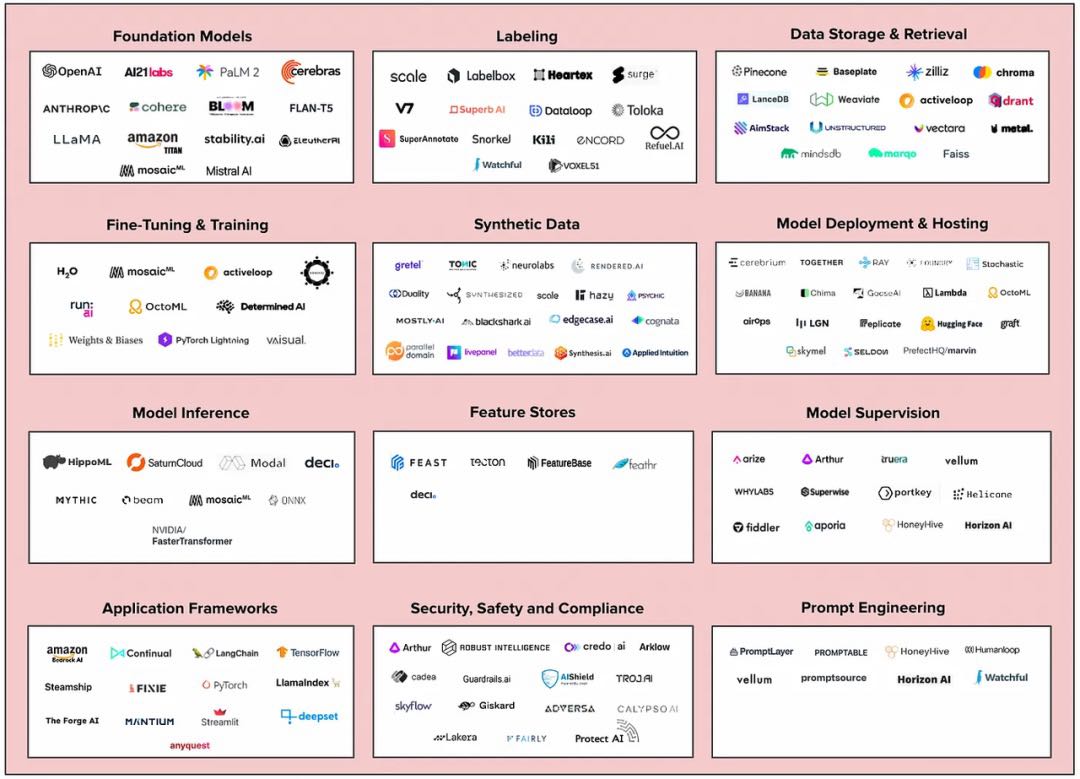 Foundation Models
OpenAI AI21labs PaLM 2 cerebras
ANTHROP\C cohere BLOOM FLAN-T5
LLaMA amazon TITAN stability.ai EleutherAI
mosaicML Mistral AI
Labeling
scale Labelbox Heartex surge
V7 Superb AI Dataloop Toloka
SuperAnnotate Snorkel Kili ENCORD Refuel.AI
Watchful VOXEL51
Data Storage & Retrieval
Pinecone Baseplate zilliz chroma
LanceDB Weaviate activeloop qdrant
AimStack UNSTRUCTURED vectara metal.
mindsdb marqo Faiss
Fine-Tuning & Training
H2O mosaicML activeloop
run: ai OctoML Determined AI
Weights & Biases PyTorch Lightning vaisual.
Synthetic Data
gretel TONIC neurolabs RENDERED.AI
Duality SYNTHESIZED scale hazy PSYCHIC
MOSTLY·AI blackshark.ai edgecase.ai cognata
parallel domain livepanel betterdata Synthesis.ai Applied Intuition
Model Deployment & Hosting
cerebrium TOGETHER RAY FOUNDRY Stochastic
BANANA Chima GooseAI Lambda OctoML
airops LGN Replicate Hugging Face graft
skymel SELDON PrefectHQ/marvin
Model Inference
HippoML SaturnCloud Modal deci.
MYTHIC beam mosaicML ONNX
NVIDIA/
FasterTransformer
Feature Stores
FEAST TECTON FeatureBase feathr
deci.
Model Supervision
arize Arthur truera vellum
WHYLABS Superwise portkey Helicone
fiddler aporia HoneyHive Horizon AI
Application Frameworks
amazon Bedrock AI Continual LangChain TensorFlow
Steamship FIXIE PyTorch LlamaIndex
The Forge AI MANTIUM Streamlit deepset
anyquest
Security, Safety and Compliance
Arthur ROBUST INTELLIGENCE credo ai Arklow
cadea Guardrails.ai AIShield TROJ.AI
skyflow Giskard ADVERSA CALYPSO AI
Lakera FAIRLY Protect AI
Prompt Engineering
PromptLayer PROMPTABLE HoneyHive Humanloop
vellum promptsource Horizon AI Watchful